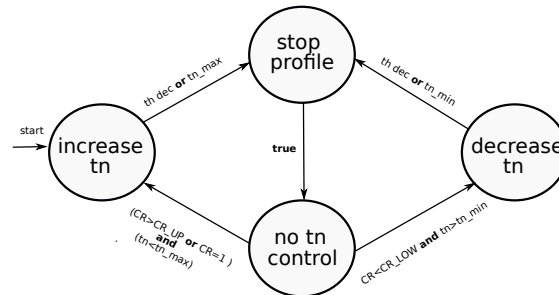 stop
profile
th dec or tn_max
th dec or tn_min
start
increase
tn
true
decrease
tn
(CR>CR_UP or CR=1 )
and
(tn<tn_max)
no tn
control
CR<CR_LOW and tn>tn_min